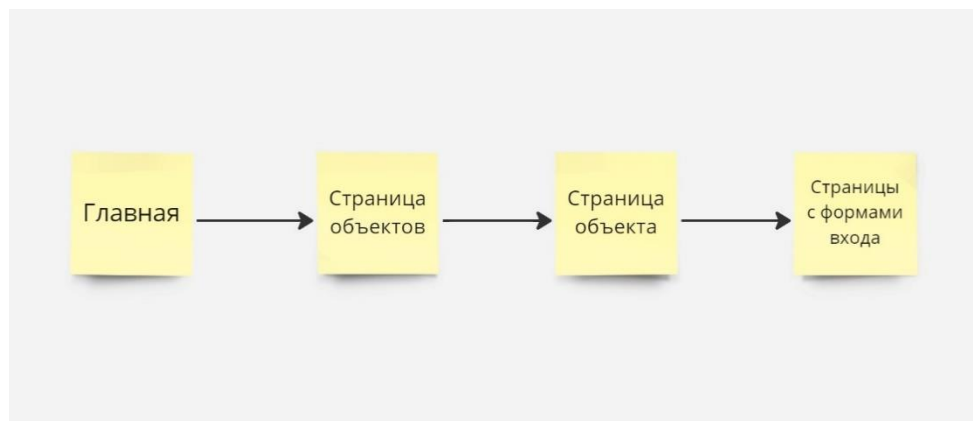 Главная
Страница
объектов
Страница
объекта
Страницы
с формами
входа